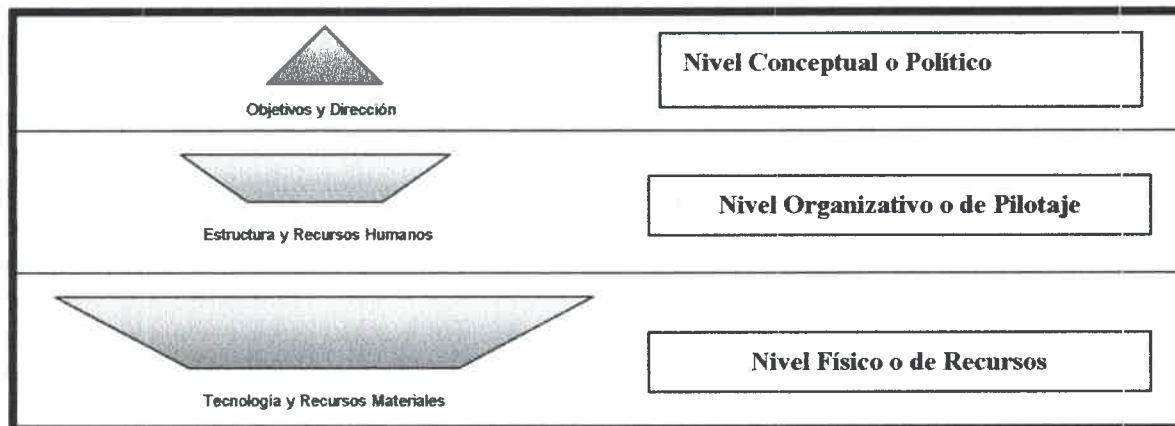 Nivel Conceptual o Político
Objetivos y Dirección
Nivel Organizativo o de Pilotaje
Estructura y Recursos Humanos
Nivel Físico o de Recursos
Tecnología y Recursos Materiales